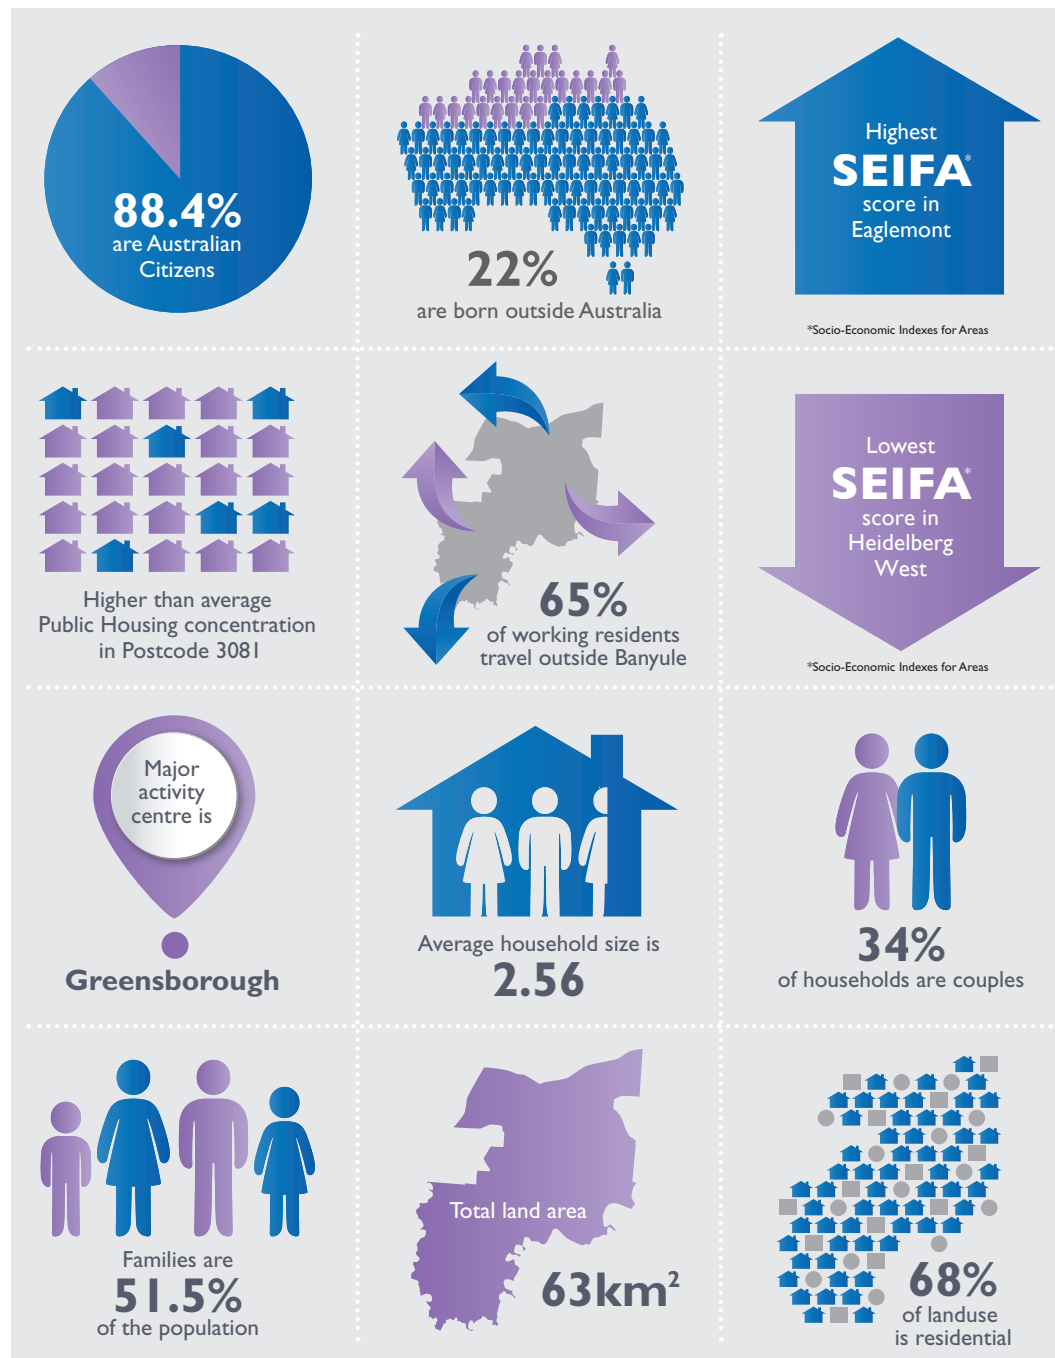 88.4%
are Australian
Citizens
22%
are born outside Australia
Highest
SEIFA*
score in
Eaglemont
*Socio-Economic Indexes for Areas
Higher than average
Public Housing concentration
in Postcode 3081
65%
of working residents
travel outside Banyule
Lowest
SEIFA*
score in
Heidelberg
West
*Socio-Economic Indexes for Areas
Major
activity
centre is
Greensborough
Average household size is
2.56
34%
of households are couples
Families are
51.5%
of the population
Total land area
63km²
68%
of landuse
is residential